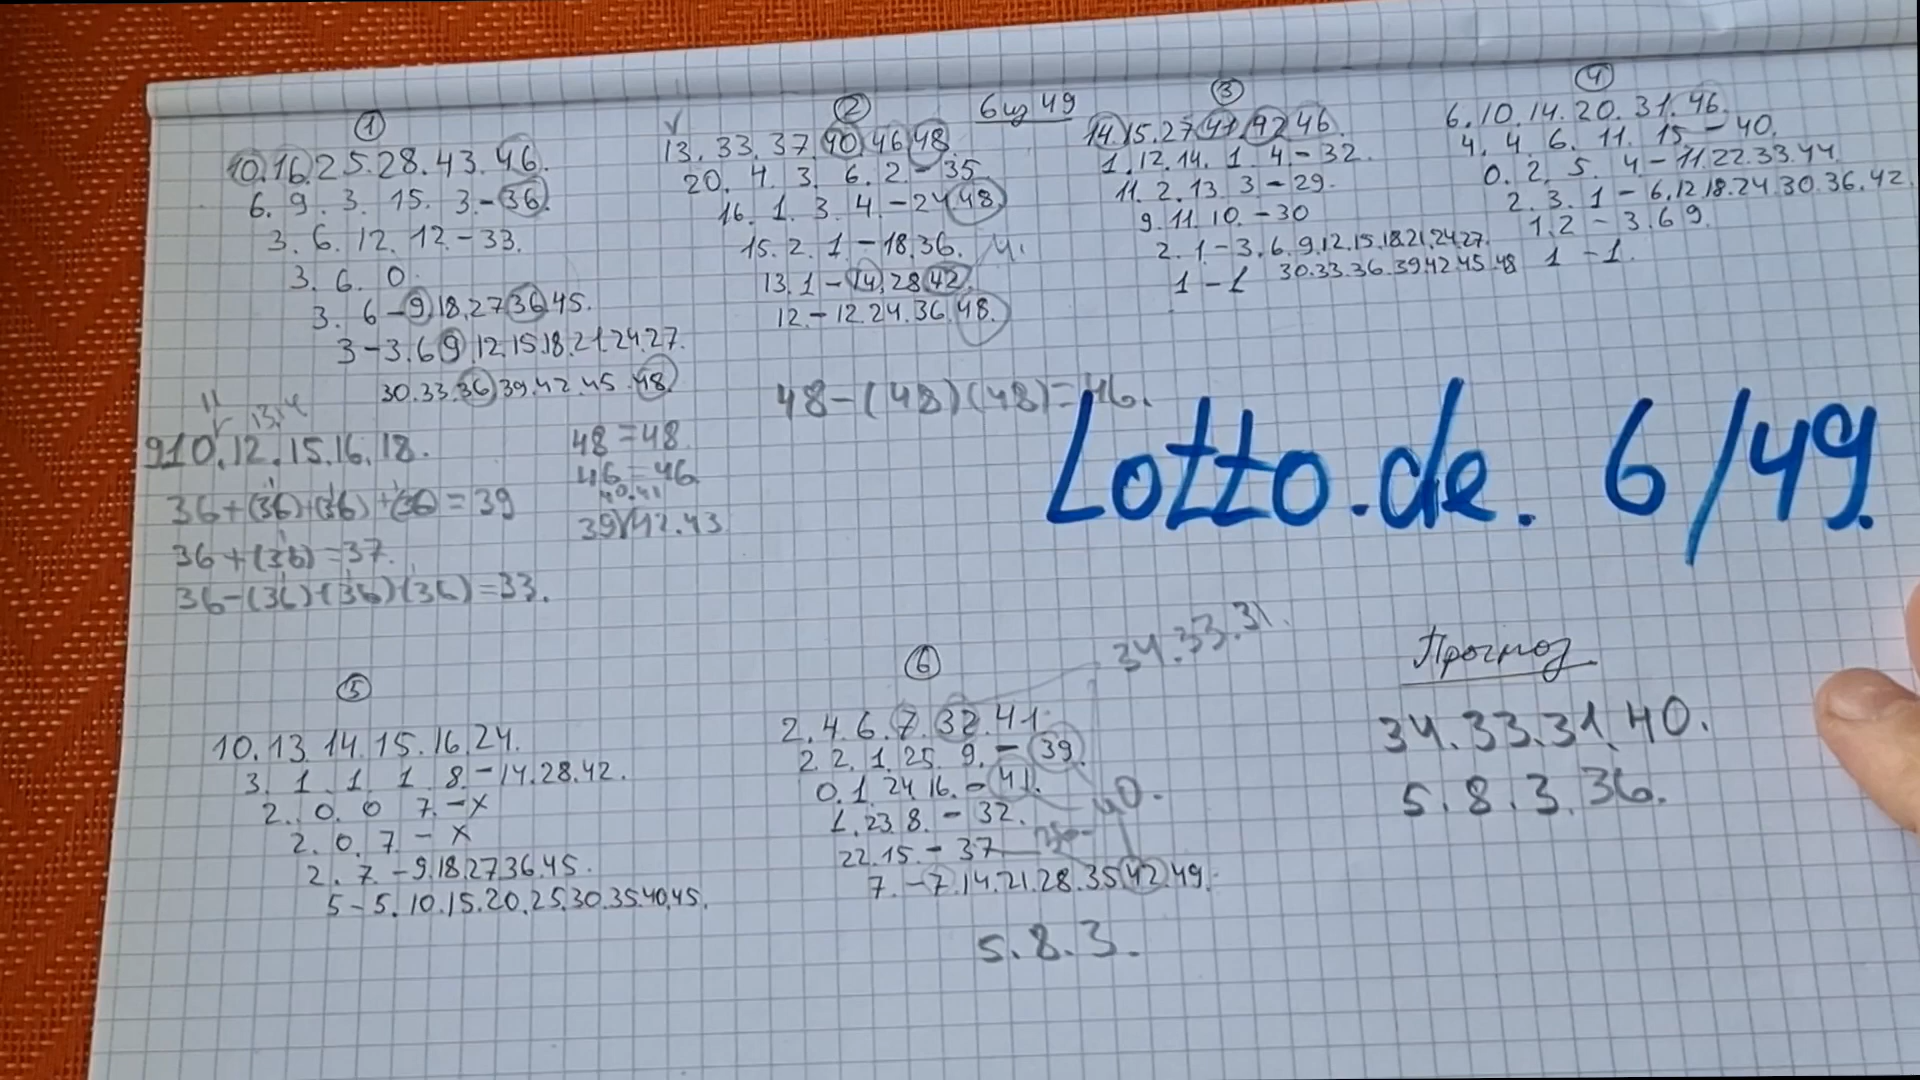 6 из 49
①
10.16.25.28.43.46.
6. 9. 3. 15. 3.-36.
3. 6. 12. 12.-33.
3. 6. 0.
3. 6-9.18.27.36.45.
3-3.6.9.12.15.18.21.24.27.
30.33.36.39.42.45.48
②
13. 33. 37. 40. 46. 48.
20. 4. 3. 6. 2.-35
16. 1. 3. 4.-24.48.
15. 2. 1-18.36. 4.
13. 1-14.28.42.
12.-12.24.36.48.
③
14.15.27.41.42.46.
1.12.14. 1. 4-32.
11. 2. 13. 3-29.
9. 11. 10.-30
2. 1-3.6.9.12.15.18.21.24.27.
1-1 30.33.36.39.42.45.48
④
6.10.14.20.31.46.
4. 4. 6. 11. 15-40.
0. 2. 5. 4-11.22.33.44.
2. 3. 1-6.12.18.24.30.36.42.
1. 2-3.6.9.
1-1.
11
13.14
9 10.12.15.16.18.
36+(36)+(36)+(36)=39
36+(36)=37.
36-(36)(36)(36)=33.
48=48.
46=46
40.41
39 42.43
48-(48)(48)=46.
Lotto.de. 6/49.
⑤
10.13.14.15.16.24.
3. 1. 1. 1. 8-14.28.42.
2. 0. 0 7.-x
2. 0. 7-x
2. 7.-9.18.27.36.45.
5-5.10.15.20.25.30.35.40.45.
⑥
34.33.31.
2.4.6.7.32.41.
2. 2. 1. 25. 9.-39.
0. 1. 24. 16.-41.
1. 23. 8.-32.
40.
22.15.-37
36
7.-7.14.21.28.35.42.49.
5.8.3.
Прогноз
34.33.31.40.
5.8.3.36.